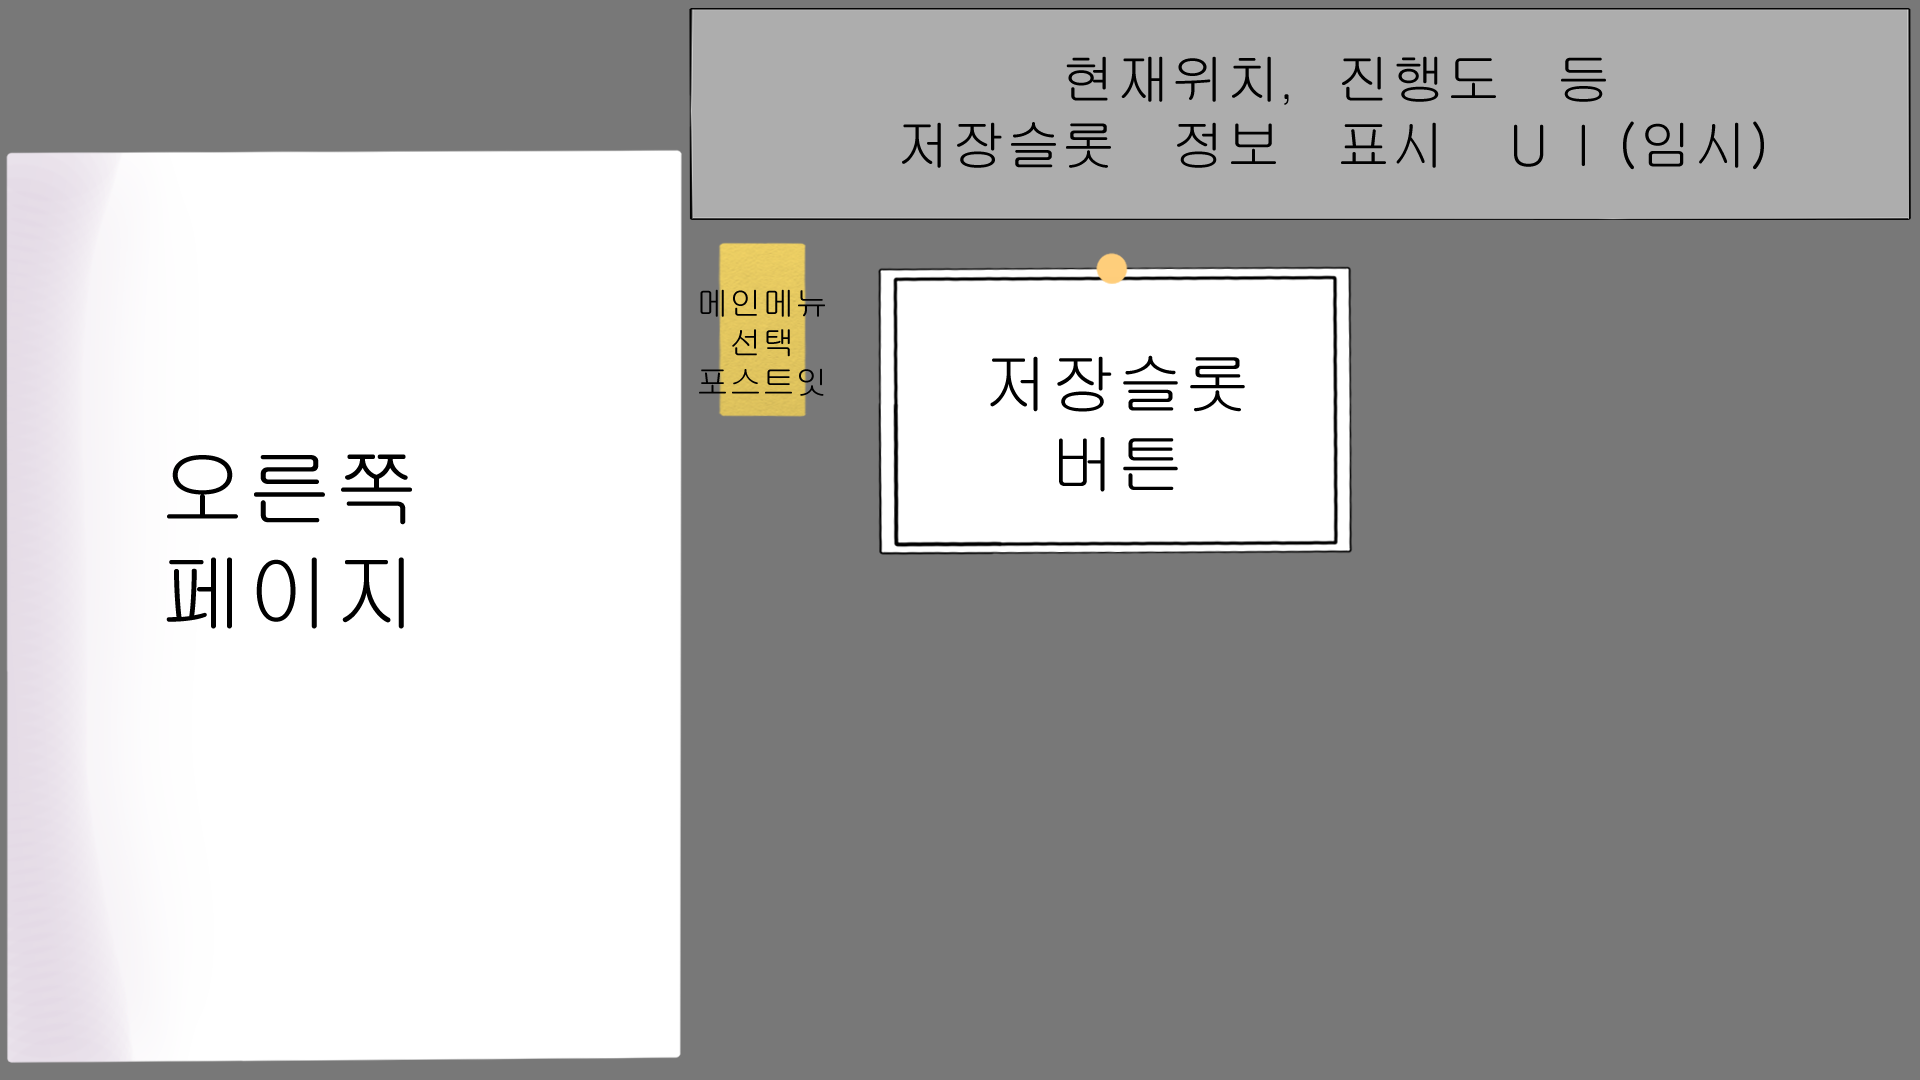 현재위치, 진행도 등
저장슬롯 정보 표시 UI(임시)
메인메뉴
선택
포스트잇
저장슬롯
버튼
오른쪽
페이지